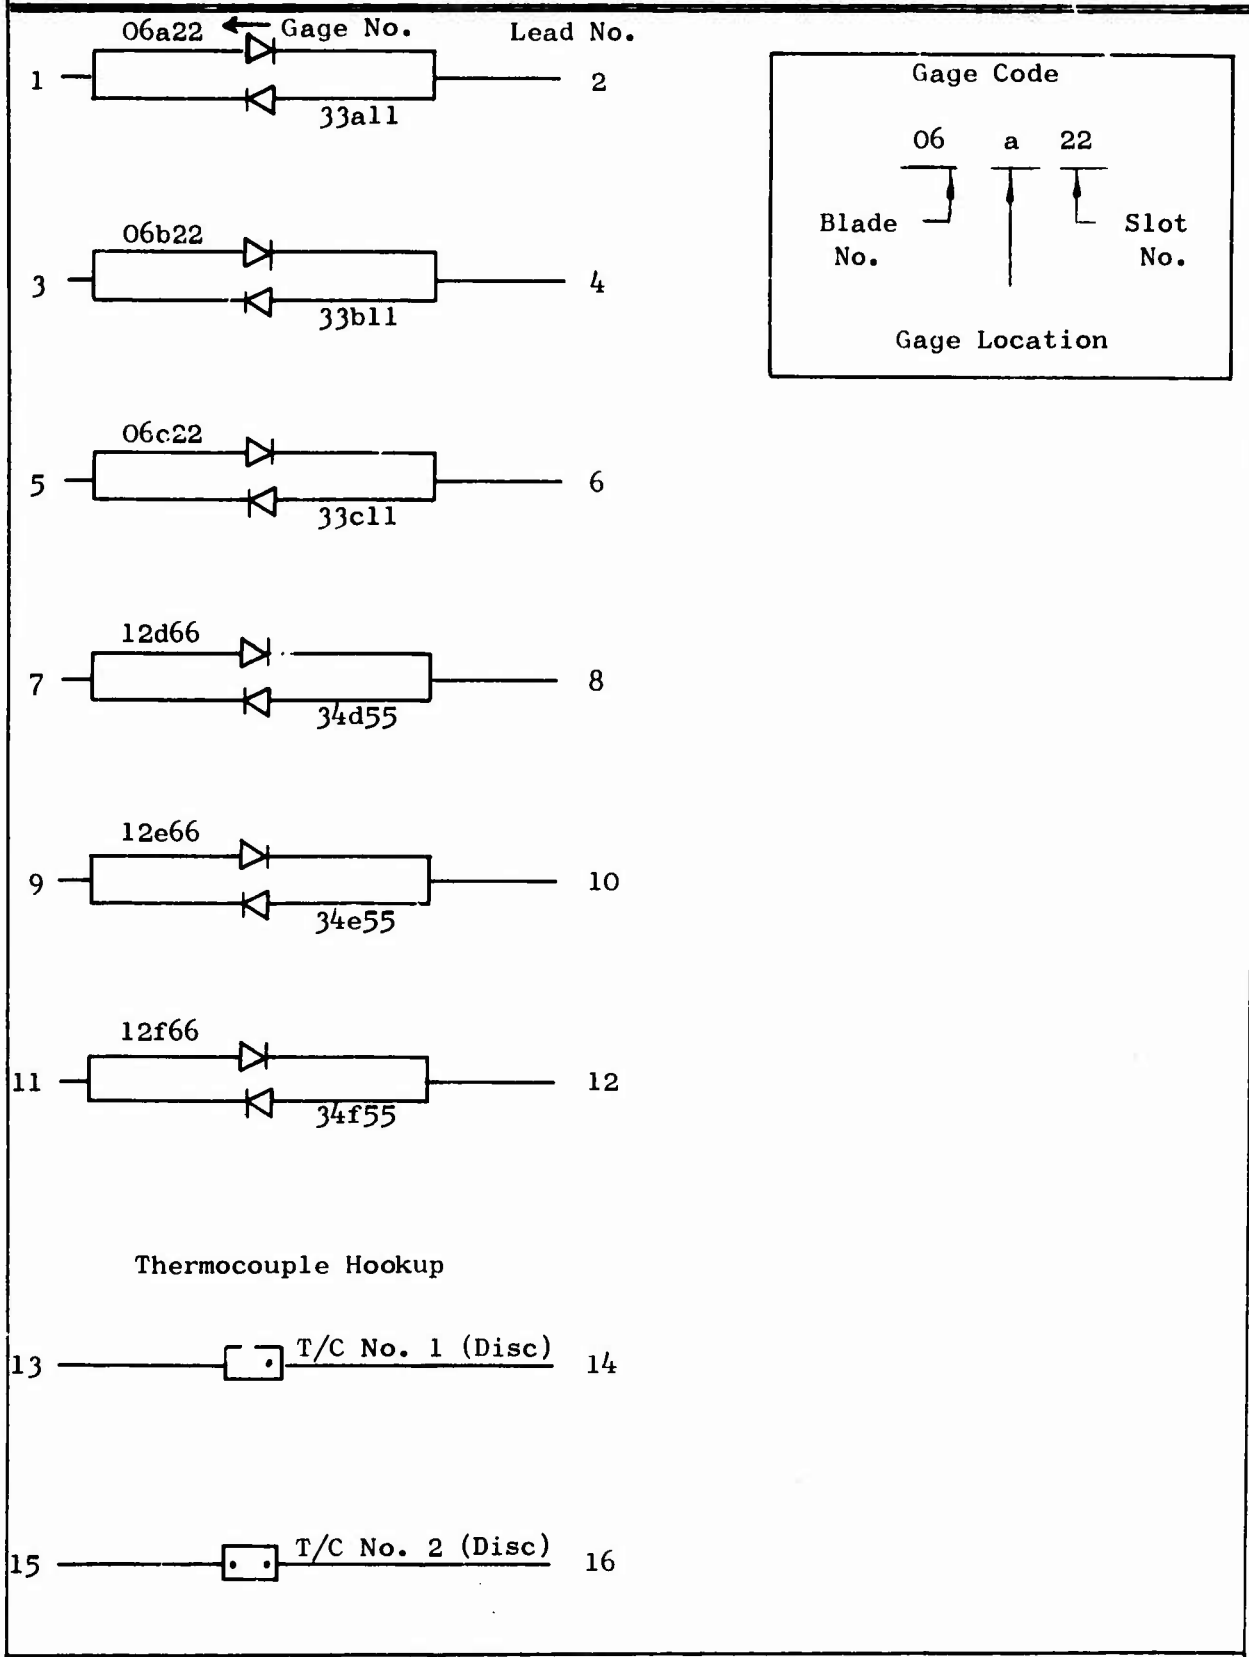 06a22 ← Gage No. Lead No.
1 2
33a11
Gage Code
06 a 22
Blade No.
Slot No.
Gage Location
06b22
3 4
33b11
06c22
5 6
33c11
12d66
7 8
34d55
12e66
9 10
34e55
12f66
11 12
34f55
Thermocouple Hookup
13 T/C No. 1 (Disc) 14
15 T/C No. 2 (Disc) 16